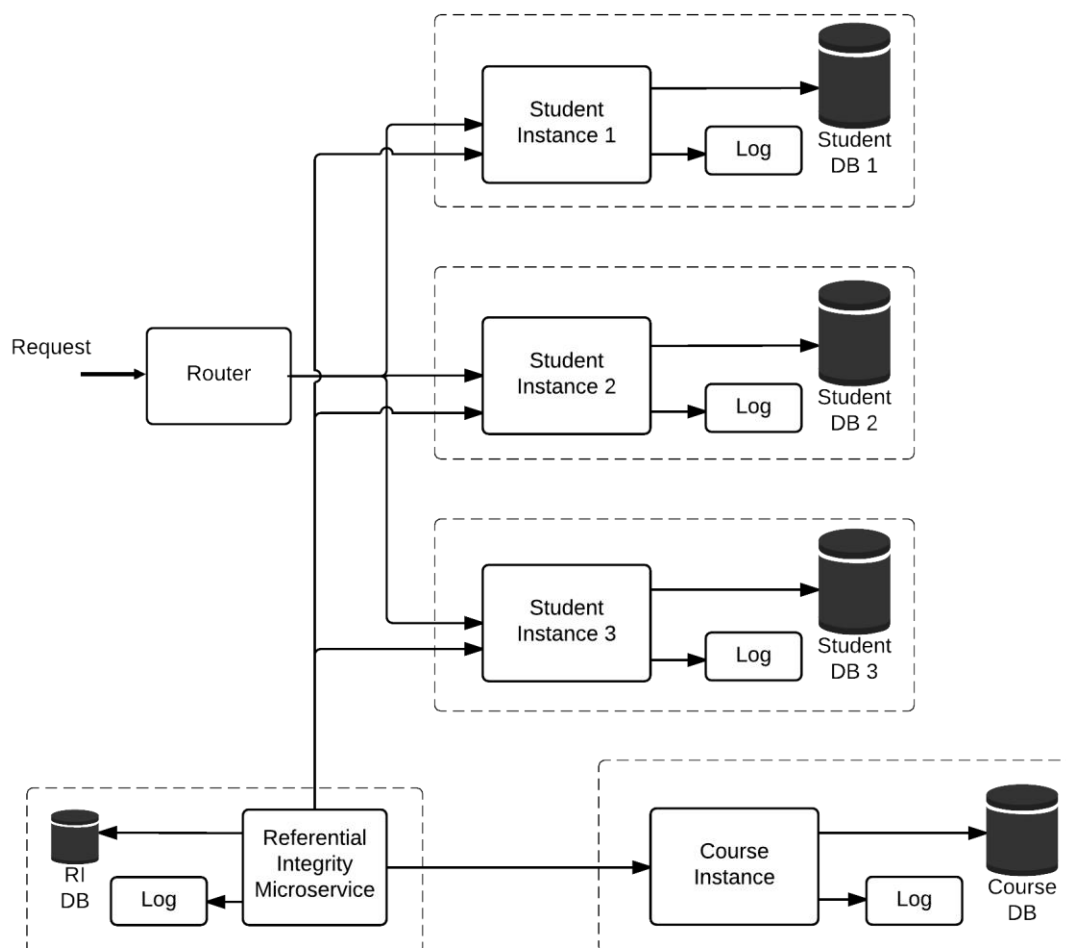 Request
Router
Student
Instance 1
Log
Student
DB 1
Student
Instance 2
Log
Student
DB 2
Student
Instance 3
Log
Student
DB 3
RI
DB
Log
Referential
Integrity
Microservice
Course
Instance
Log
Course
DB